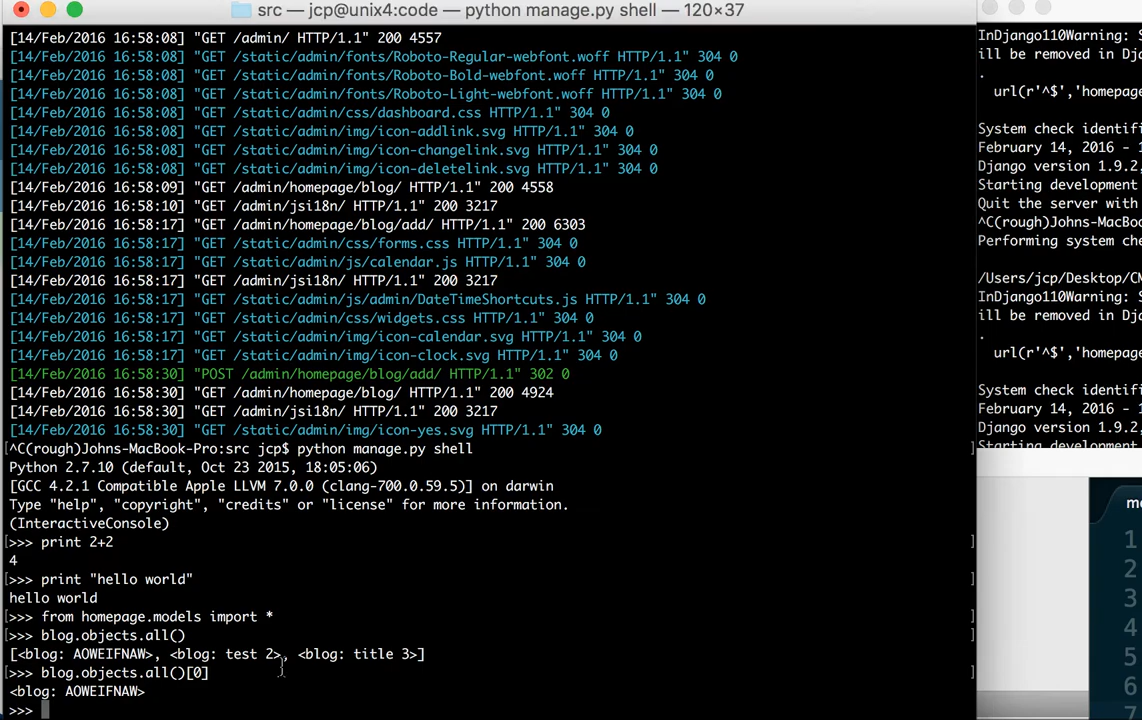 src — jcp@unix4:code — python manage.py shell — 120×37
[14/Feb/2016 16:58:08] "GET /admin/ HTTP/1.1" 200 4557
[14/Feb/2016 16:58:08] "GET /static/admin/fonts/Roboto-Regular-webfont.woff HTTP/1.1" 304 0
[14/Feb/2016 16:58:08] "GET /static/admin/fonts/Roboto-Bold-webfont.woff HTTP/1.1" 304 0
[14/Feb/2016 16:58:08] "GET /static/admin/fonts/Roboto-Light-webfont.woff HTTP/1.1" 304 0
[14/Feb/2016 16:58:08] "GET /static/admin/css/dashboard.css HTTP/1.1" 304 0
[14/Feb/2016 16:58:08] "GET /static/admin/img/icon-addlink.svg HTTP/1.1" 304 0
[14/Feb/2016 16:58:08] "GET /static/admin/img/icon-changelink.svg HTTP/1.1" 304 0
[14/Feb/2016 16:58:08] "GET /static/admin/img/icon-deletelink.svg HTTP/1.1" 304 0
[14/Feb/2016 16:58:09] "GET /admin/homepage/blog/ HTTP/1.1" 200 4558
[14/Feb/2016 16:58:10] "GET /admin/jsi18n/ HTTP/1.1" 200 3217
[14/Feb/2016 16:58:17] "GET /admin/homepage/blog/add/ HTTP/1.1" 200 6303
[14/Feb/2016 16:58:17] "GET /static/admin/css/forms.css HTTP/1.1" 304 0
[14/Feb/2016 16:58:17] "GET /static/admin/js/calendar.js HTTP/1.1" 304 0
[14/Feb/2016 16:58:17] "GET /admin/jsi18n/ HTTP/1.1" 200 3217
[14/Feb/2016 16:58:17] "GET /static/admin/js/admin/DateTimeShortcuts.js HTTP/1.1" 304 0
[14/Feb/2016 16:58:17] "GET /static/admin/css/widgets.css HTTP/1.1" 304 0
[14/Feb/2016 16:58:17] "GET /static/admin/img/icon-calendar.svg HTTP/1.1" 304 0
[14/Feb/2016 16:58:17] "GET /static/admin/img/icon-clock.svg HTTP/1.1" 304 0
[14/Feb/2016 16:58:30] "POST /admin/homepage/blog/add/ HTTP/1.1" 302 0
[14/Feb/2016 16:58:30] "GET /admin/homepage/blog/ HTTP/1.1" 200 4924
[14/Feb/2016 16:58:30] "GET /admin/jsi18n/ HTTP/1.1" 200 3217
[14/Feb/2016 16:58:30] "GET /static/admin/img/icon-yes.svg HTTP/1.1" 304 0
[^C(rough)Johns-MacBook-Pro:src jcp$ python manage.py shell ]
Python 2.7.10 (default, Oct 23 2015, 18:05:06)
[GCC 4.2.1 Compatible Apple LLVM 7.0.0 (clang-700.0.59.5)] on darwin
Type "help", "copyright", "credits" or "license" for more information.
(InteractiveConsole)
[>>> print 2+2 ]
4
[>>> print "hello world" ]
hello world
[>>> from homepage.models import * ]
[>>> blog.objects.all() ]
[<blog: AOWEIFNAW>, <blog: test 2>, <blog: title 3>]
[>>> blog.objects.all()[0] ]
<blog: AOWEIFNAW>
>>>
InDjango110Warning: S
ill be removed in Dj
.
url(r'^$','homepage
System check identifi
February 14, 2016 - 1
Django version 1.9.2,
Starting development
Quit the server with
^C(rough)Johns-MacBoo
Performing system che
/Users/jcp/Desktop/CM
InDjango110Warning: S
ill be removed in Dja
url(r'^$','homepage
System check identifi
February 14, 2016 - 
Django version 1.9.2,
Starting development
mo
1
2
3
4
5
6
7